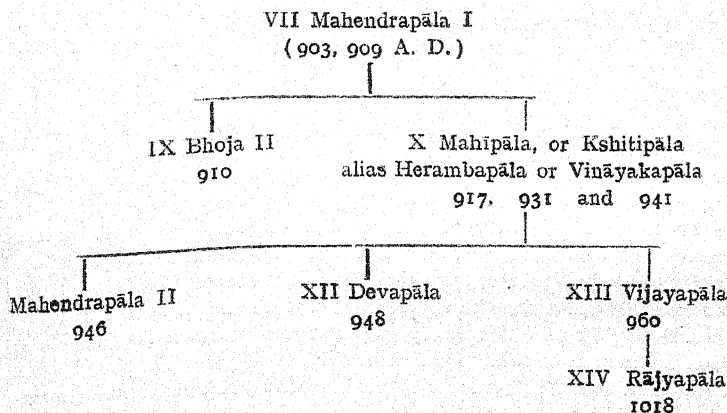 VII Mahendrapāla I
( 903, 909 A. D. )
IX Bhoja II
910
X Mahīpāla, or Kshitipāla
alias Herambapāla or Vināyakapāla
917, 931 and 941
Mahendrapāla II
946
XII Devapāla
948
XIII Vijayapāla
960
XIV Rājyapāla
1018